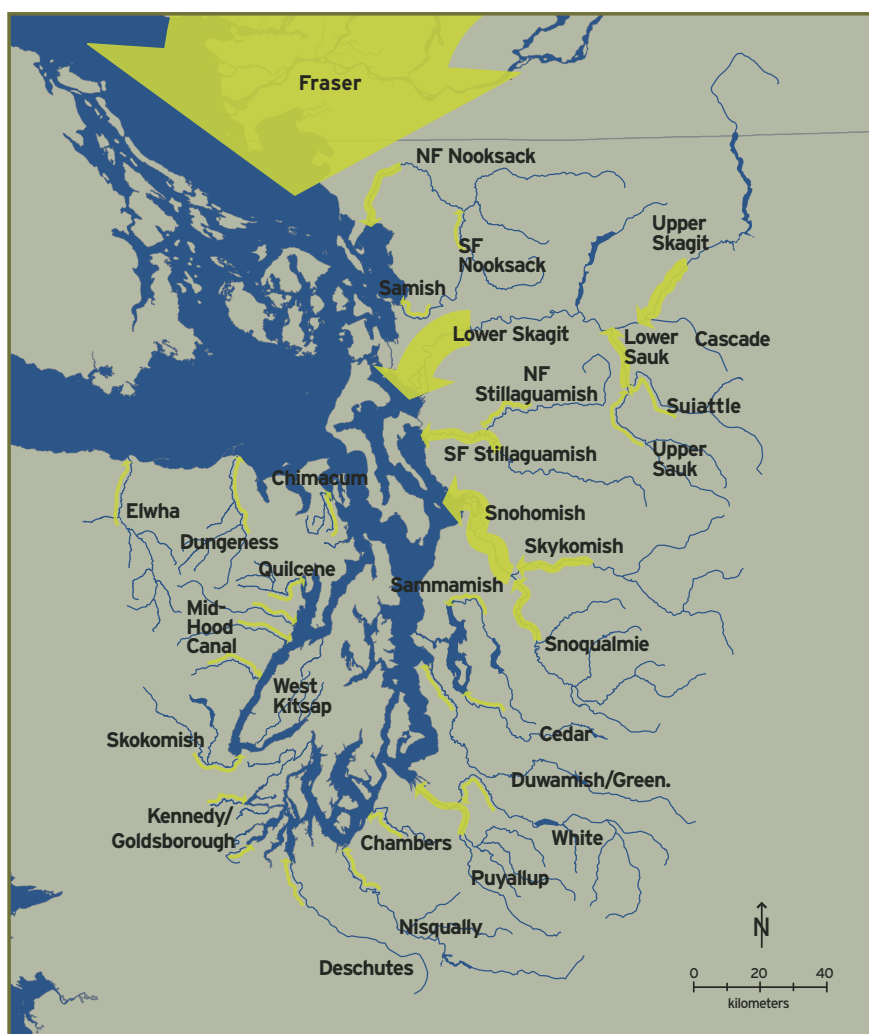 Fraser
NF Nooksack
Upper
Skagit
SF
Nooksack
Samish
Lower Skagit
Lower
Sauk
Cascade
NF
Stillaguamish
Suiattle
SF Stillaguamish
Upper
Sauk
Chimacum
Elwha
Snohomish
Dungeness
Skykomish
Quilcene
Sammamish
Mid-
Hood
Canal
Snoqualmie
West
Kitsap
Skokomish
Cedar
Duwamish/Green.
Kennedy/
Goldsborough
Chambers
White
Puyallup
Nisqually
Deschutes
N
0 20 40
kilometers